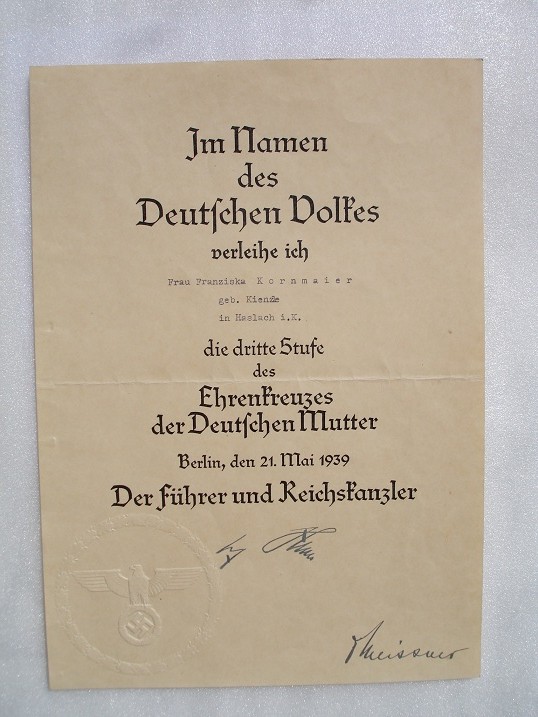 Im Namen
des
Deutschen Volkes
verleihe ich
Frau Franziska Kornmaier
geb. Kienzle
in Haslach i.K.
die dritte Stufe
des
Ehrenkreuzes
der Deutschen Mutter
Berlin, den 21. Mai 1939
Der Führer und Reichskanzler
Meissner